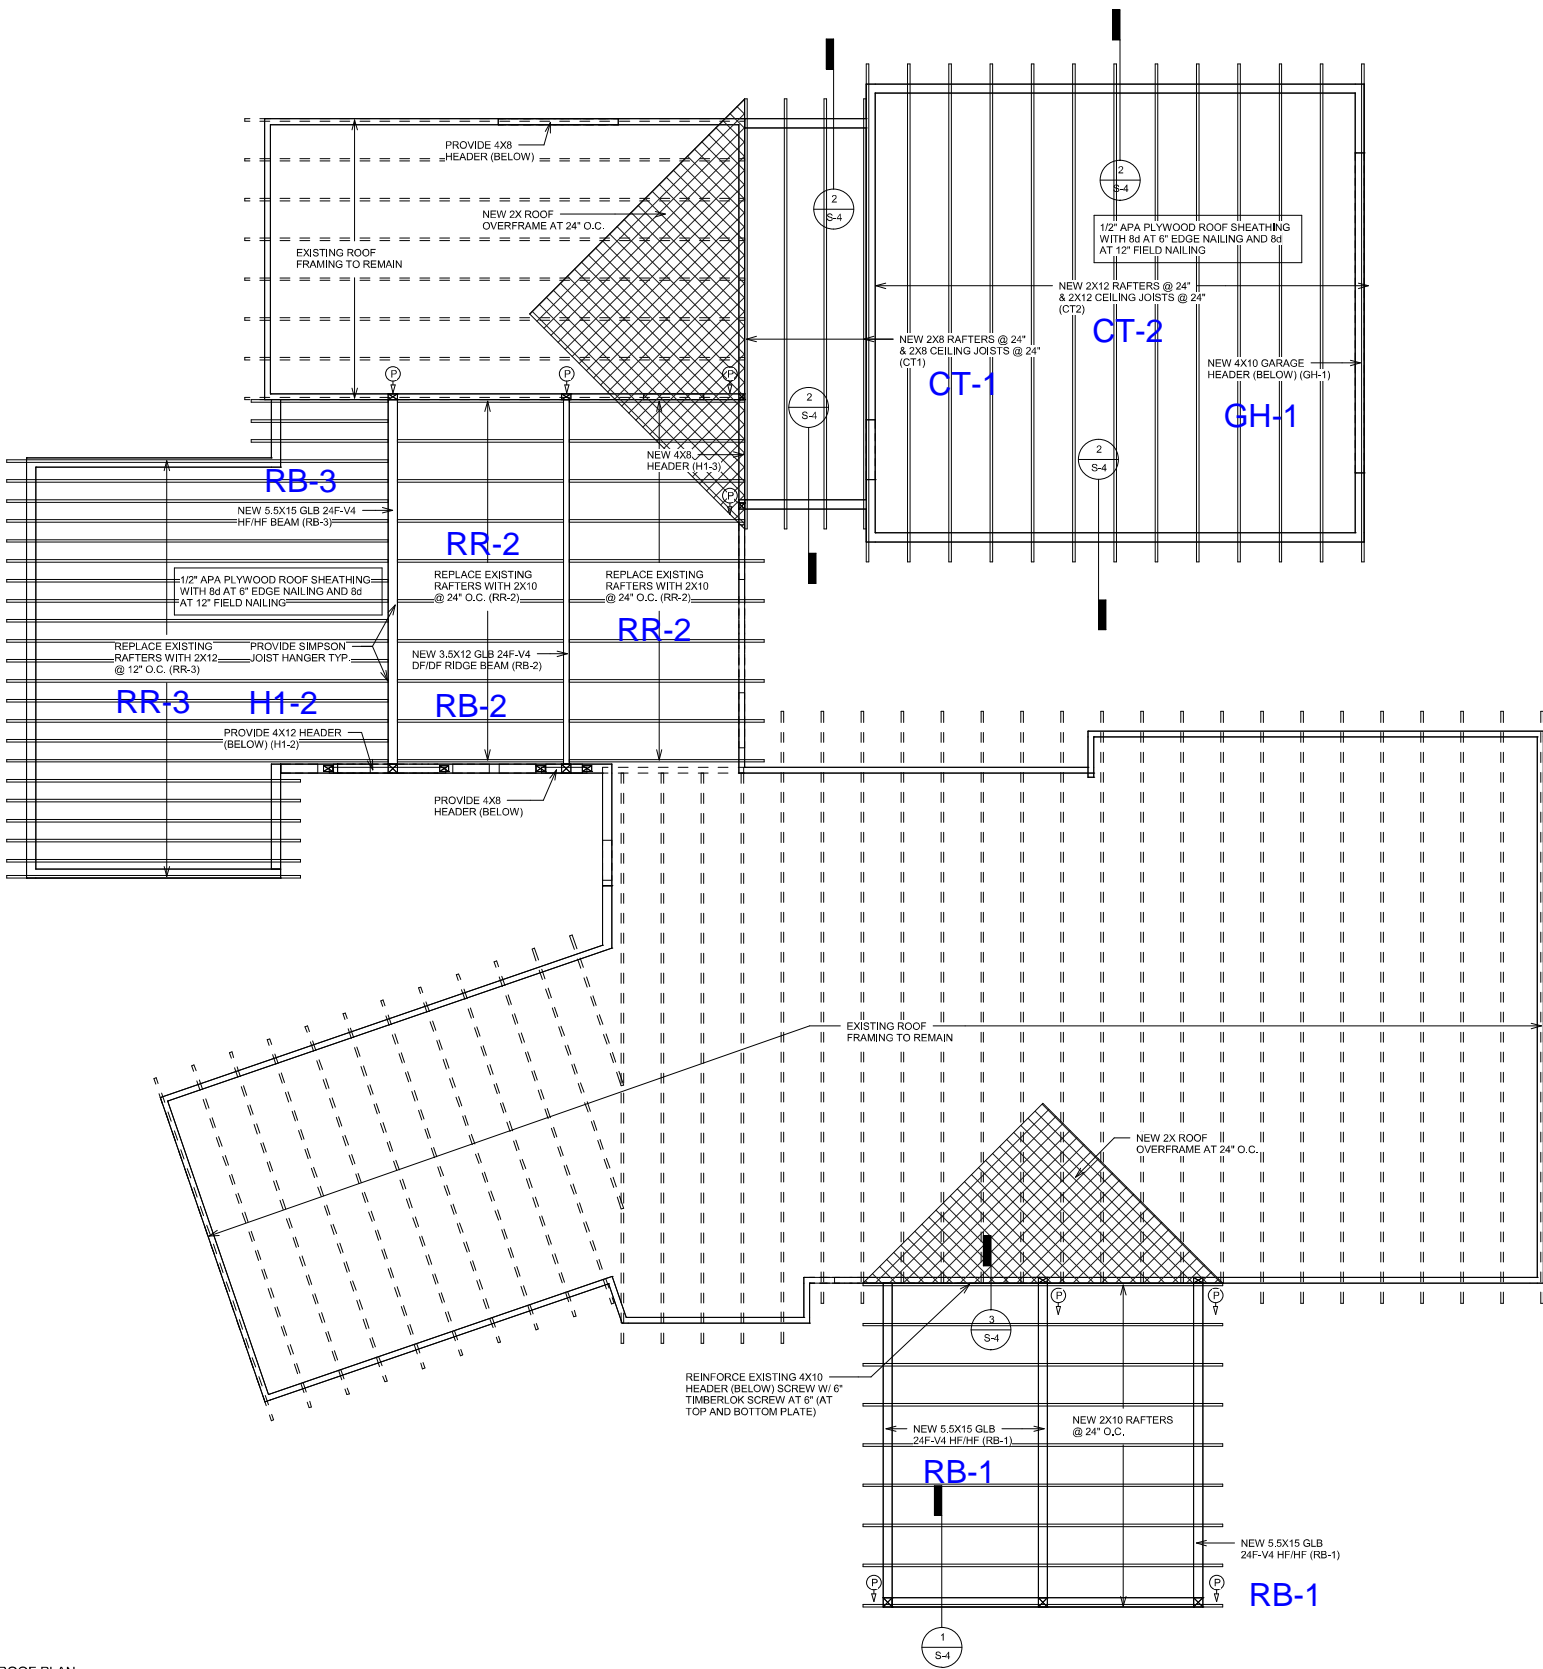 PROVIDE 4X8
HEADER (BELOW)
NEW 2X ROOF
OVERFRAME AT 24" O.C.
EXISTING ROOF
FRAMING TO REMAIN
2
S-4
2
S-4
1/2" APA PLYWOOD ROOF SHEATHING
WITH 8d AT 6" EDGE NAILING AND 8d
AT 12" FIELD NAILING
NEW 2X12 RAFTERS @ 24"
& 2X12 CEILING JOISTS @ 24"
(CT2)
CT-2
NEW 2X8 RAFTERS @ 24"
& 2X8 CEILING JOISTS @ 24"
(CT1)
CT-1
NEW 4X10 GARAGE
HEADER (BELOW) (GH-1)
GH-1
P
P
P
2
S-4
2
S-4
NEW 4X8
HEADER (H1-3)
P
RB-3
NEW 5.5X15 GLB 24F-V4
HF/HF BEAM (RB-3)
RR-2
1/2" APA PLYWOOD ROOF SHEATHING
WITH 8d AT 6" EDGE NAILING AND 8d
AT 12" FIELD NAILING
REPLACE EXISTING
RAFTERS WITH 2X10
@ 24" O.C. (RR-2)
REPLACE EXISTING
RAFTERS WITH 2X10
@ 24" O.C. (RR-2)
RR-2
REPLACE EXISTING
RAFTERS WITH 2X12
@ 12" O.C. (RR-3)
PROVIDE SIMPSON
JOIST HANGER TYP.
NEW 3.5X12 GLB 24F-V4
DF/DF RIDGE BEAM (RB-2)
RR-3
H1-2
RB-2
PROVIDE 4X12 HEADER
(BELOW) (H1-2)
PROVIDE 4X8
HEADER (BELOW)
EXISTING ROOF
FRAMING TO REMAIN
NEW 2X ROOF
OVERFRAME AT 24" O.C.
P
P
3
S-4
REINFORCE EXISTING 4X10
HEADER (BELOW) SCREW W/ 6"
TIMBERLOK SCREW AT 6" (AT
TOP AND BOTTOM PLATE)
NEW 5.5X15 GLB
24F-V4 HF/HF (RB-1)
RB-1
NEW 2X10 RAFTERS
@ 24" O.C.
NEW 5.5X15 GLB
24F-V4 HF/HF (RB-1)
RB-1
P
P
1
S-4
ROOF PLAN